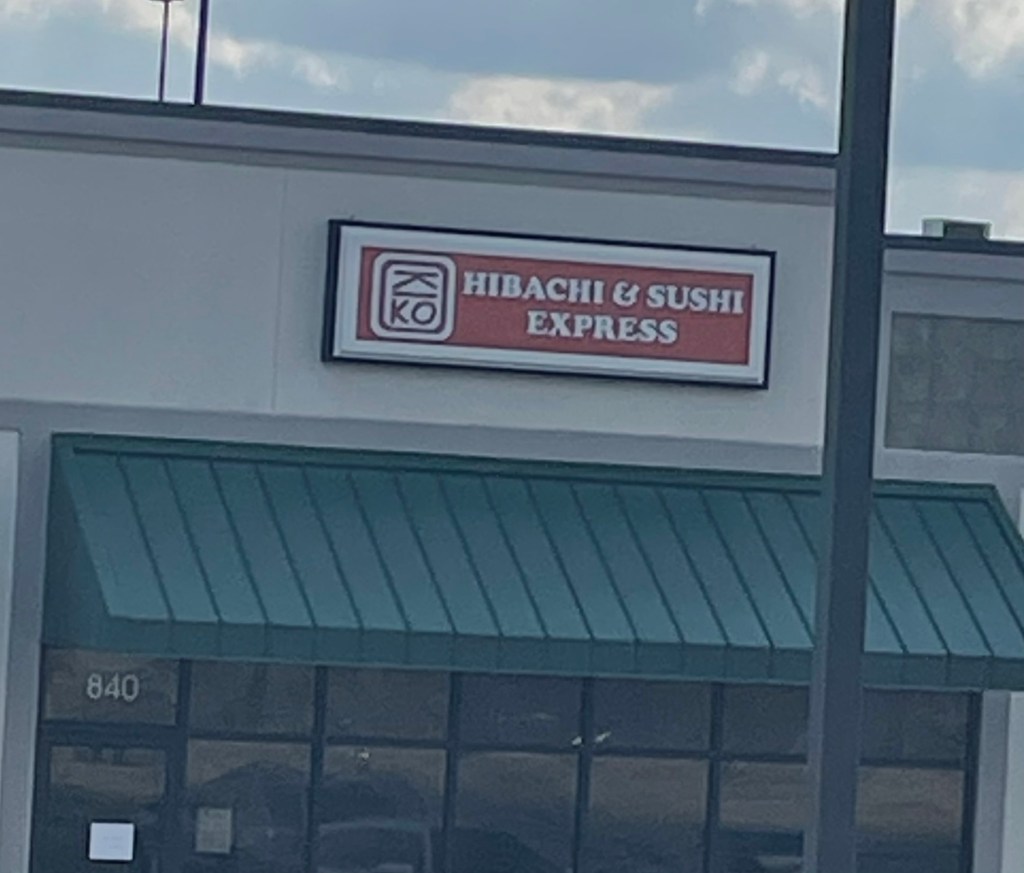 KO
HIBACHI & SUSHI
EXPRESS
840